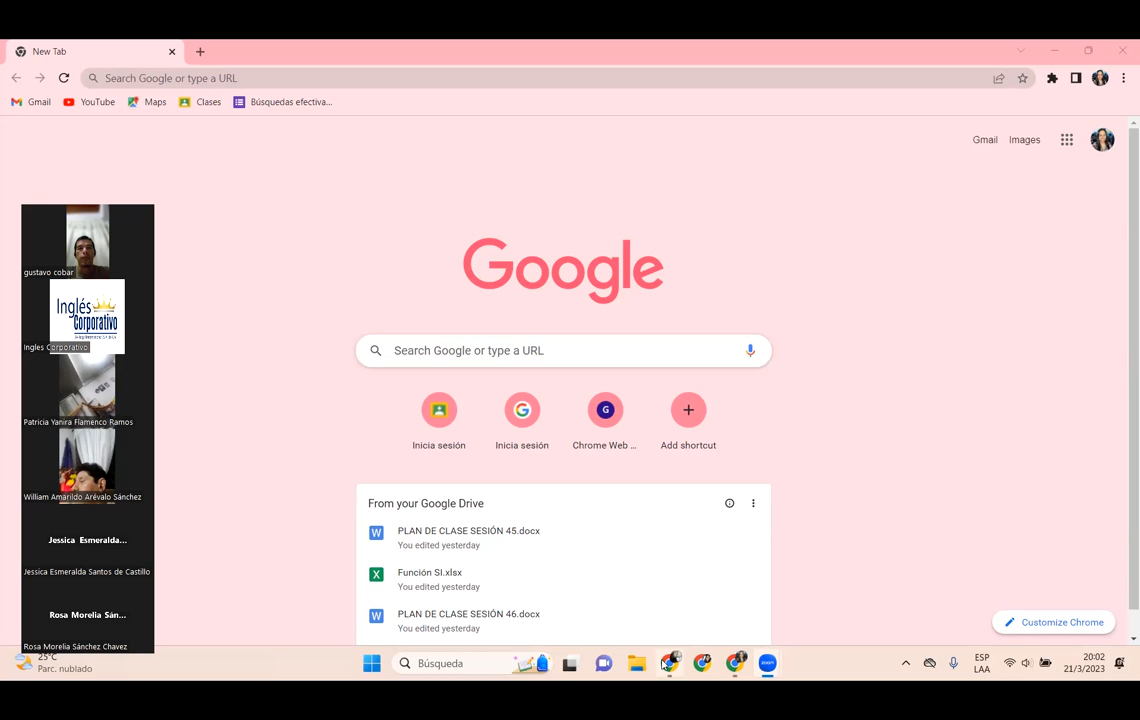 New Tab
Search Google or type a URL
Gmail
YouTube
Maps
Clases
Búsquedas efectiva...
Gmail
Images
gustavo cobar
Inglés
Corporativo
Ingles Corporativo
Patricia Yanira Flamenco Ramos
William Amarildo Arévalo Sánchez
Jessica Esmeralda...
Jessica Esmeralda Santos de Castillo
Rosa Morelia Sán...
Rosa Morelia Sánchez Chavez
Google
Search Google or type a URL
G
G
Inicia sesión
Inicia sesión
Chrome Web ...
Add shortcut
From your Google Drive
W
PLAN DE CLASE SESIÓN 45.docx
You edited yesterday
X
Función SI.xlsx
You edited yesterday
W
PLAN DE CLASE SESIÓN 46.docx
You edited yesterday
Customize Chrome
25°C
Parc. nublado
Búsqueda
zoom
ESP
LAA
20:02
21/3/2023